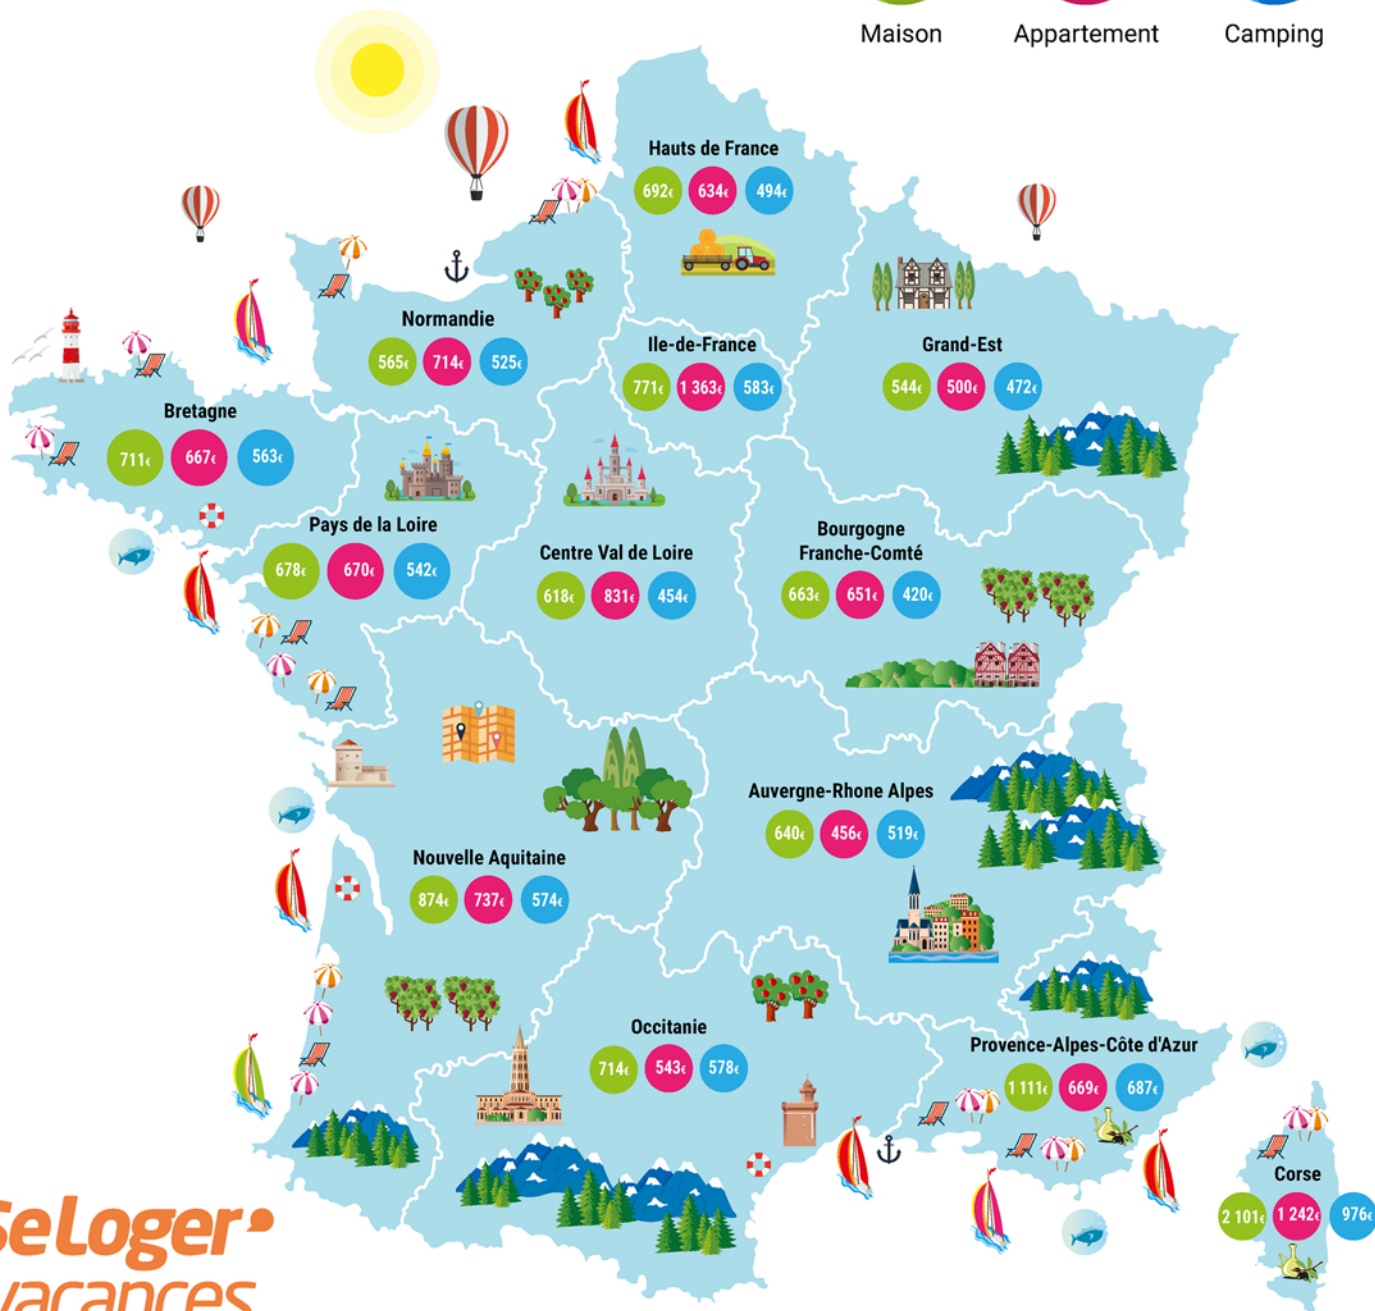 Maison Appartement Camping
Hauts de France
692€ 634€ 494€
Normandie
565€ 714€ 525€
Ile-de-France
771€ 1 363€ 583€
Grand-Est
544€ 500€ 472€
Bretagne
711€ 667€ 563€
Pays de la Loire
678€ 670€ 542€
Centre Val de Loire
618€ 831€ 454€
Bourgogne
Franche-Comté
663€ 651€ 420€
Auvergne-Rhone Alpes
640€ 456€ 519€
Nouvelle Aquitaine
874€ 737€ 574€
Occitanie
714€ 543€ 578€
Provence-Alpes-Côte d'Azur
1 111€ 669€ 687€
Corse
2 101€ 1 242€ 976€
SeLoger
vacances